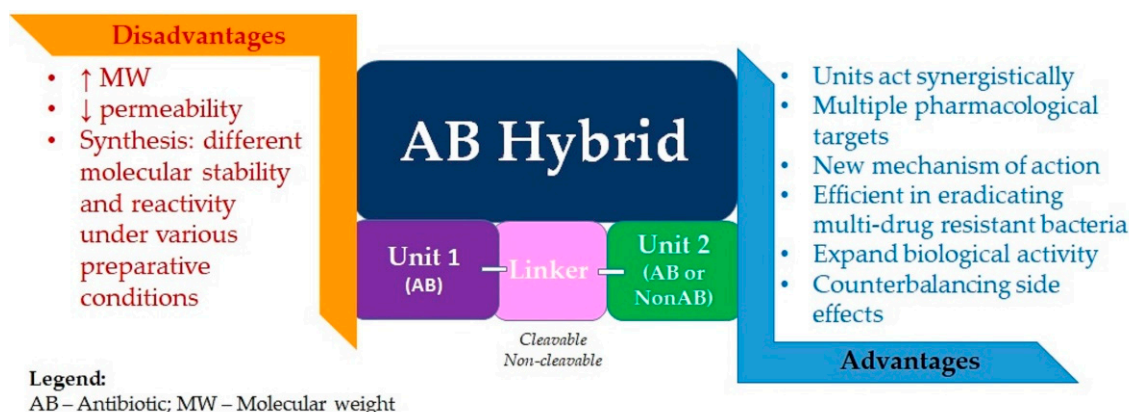 Disadvantages
• ↑ MW
• ↓ permeability
• Synthesis: different
molecular stability
and reactivity
under various
preparative
conditions
AB Hybrid
Unit 1
(AB)
Linker
Unit 2
(AB or
NonAB)
Cleavable
Non-cleavable
• Units act synergistically
• Multiple pharmacological
targets
• New mechanism of action
• Efficient in eradicating
multi-drug resistant bacteria
• Expand biological activity
• Counterbalancing side
effects
Advantages
Legend:
AB – Antibiotic; MW – Molecular weight